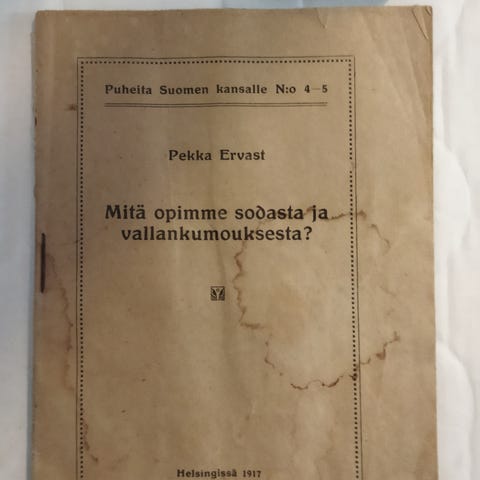 Puheita Suomen kansalle N:o 4—5
Pekka Ervast
Mitä opimme sodasta ja
vallankumouksesta?
Helsingissä 1917